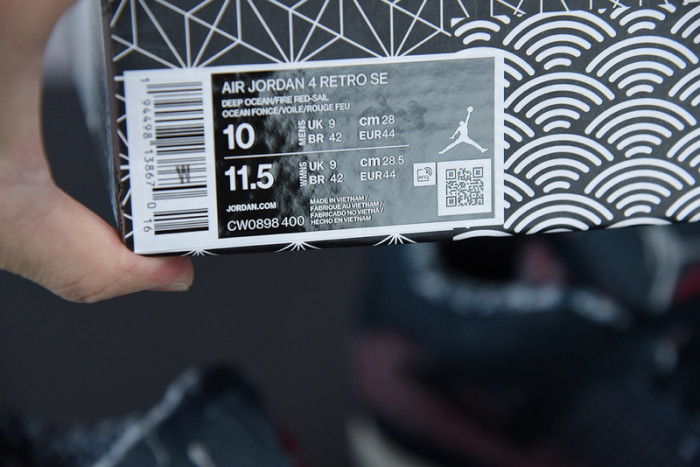 AIR JORDAN 4 RETRO SE
DEEP OCEAN/FIRE RED-SAIL
OCEAN FONCE/VOILE/ROUGE FEU
10 MENS UK 9 cm 28
BR 42 EUR 44
11.5 WMNS UK 9 cm 28.5
BR 42 EUR 44
JORDAN.COM
CW0898 400
MADE IN VIETNAM /
FABRIQUE AU VIETNAM /
FABRICADO NO VIETNÃ /
HECHO EN VIETNAM
1 94498 13867 0 16
W